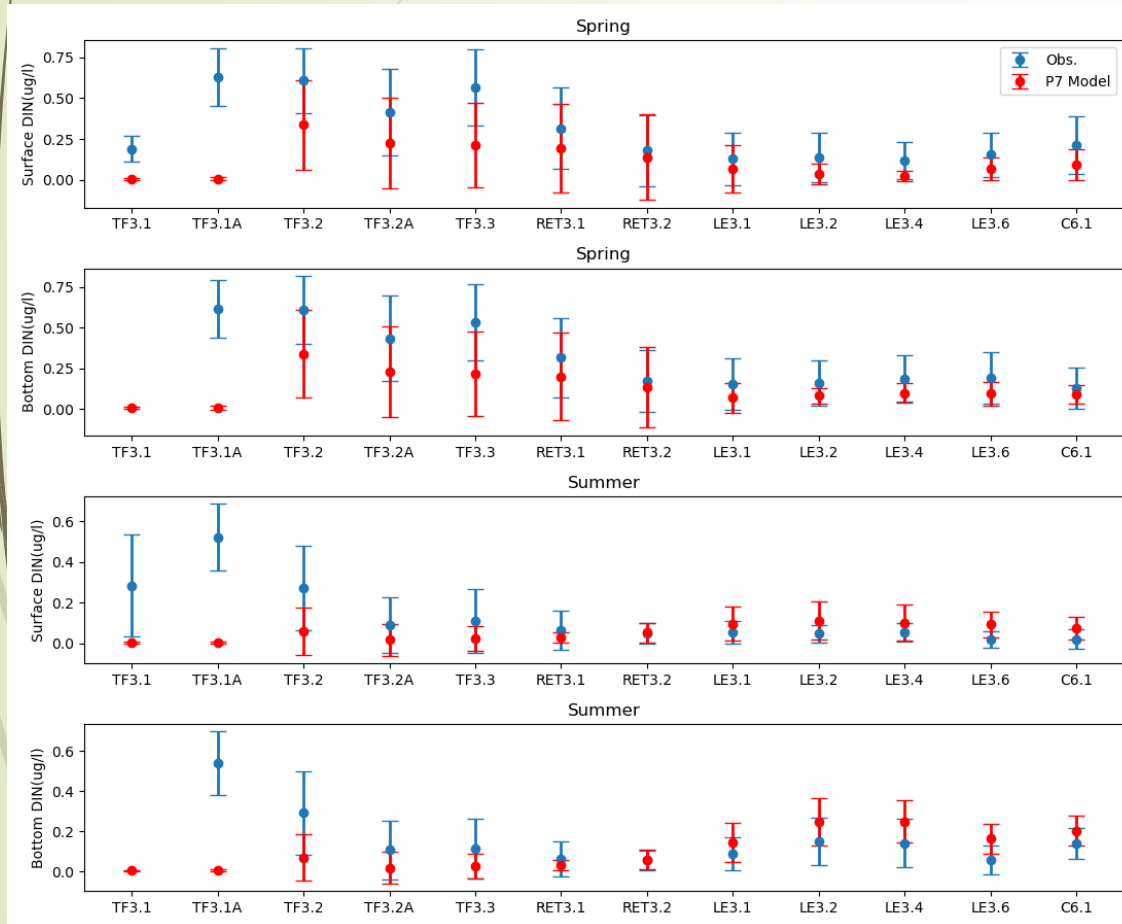 Spring
Surface DIN(ug/l)
0.75
0.50
0.25
0.00
Obs.
P7 Model
TF3.1 TF3.1A TF3.2 TF3.2A TF3.3 RET3.1 RET3.2 LE3.1 LE3.2 LE3.4 LE3.6 C6.1
Spring
Bottom DIN(ug/l)
0.75
0.50
0.25
0.00
TF3.1 TF3.1A TF3.2 TF3.2A TF3.3 RET3.1 RET3.2 LE3.1 LE3.2 LE3.4 LE3.6 C6.1
Summer
Surface DIN(ug/l)
0.6
0.4
0.2
0.0
TF3.1 TF3.1A TF3.2 TF3.2A TF3.3 RET3.1 RET3.2 LE3.1 LE3.2 LE3.4 LE3.6 C6.1
Summer
Bottom DIN(ug/l)
0.6
0.4
0.2
0.0
TF3.1 TF3.1A TF3.2 TF3.2A TF3.3 RET3.1 RET3.2 LE3.1 LE3.2 LE3.4 LE3.6 C6.1